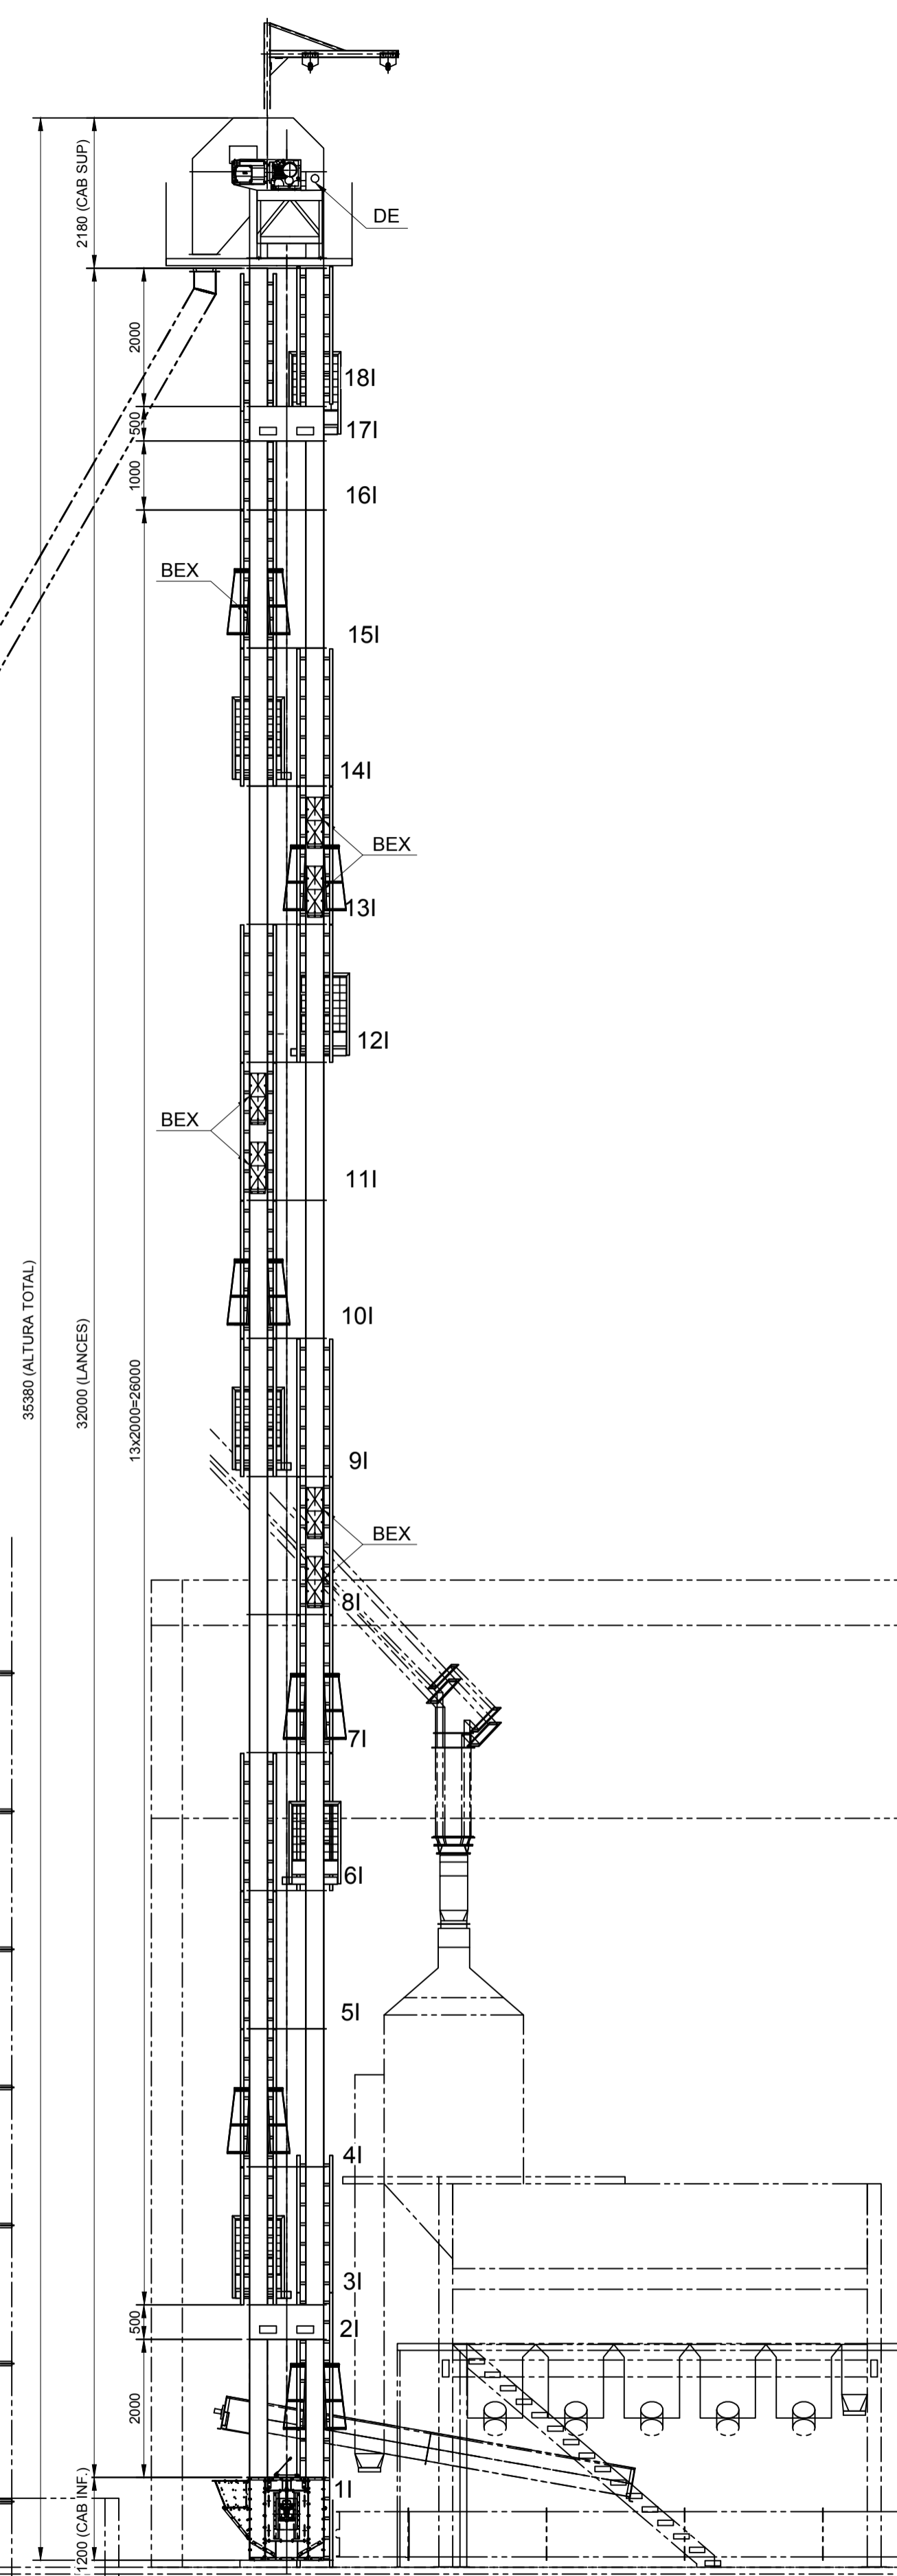 2180 (CAB SUP)
DE
2000
18I
500
17I
1000
16I
BEX
15I
14I
BEX
13I
12I
BEX
11I
35380 (ALTURA TOTAL)
32000 (LANCES)
13x2000=26000
10I
9I
BEX
8I
7I
6I
5I
4I
3I
500
2I
2000
1I
1200 (CAB INF.)